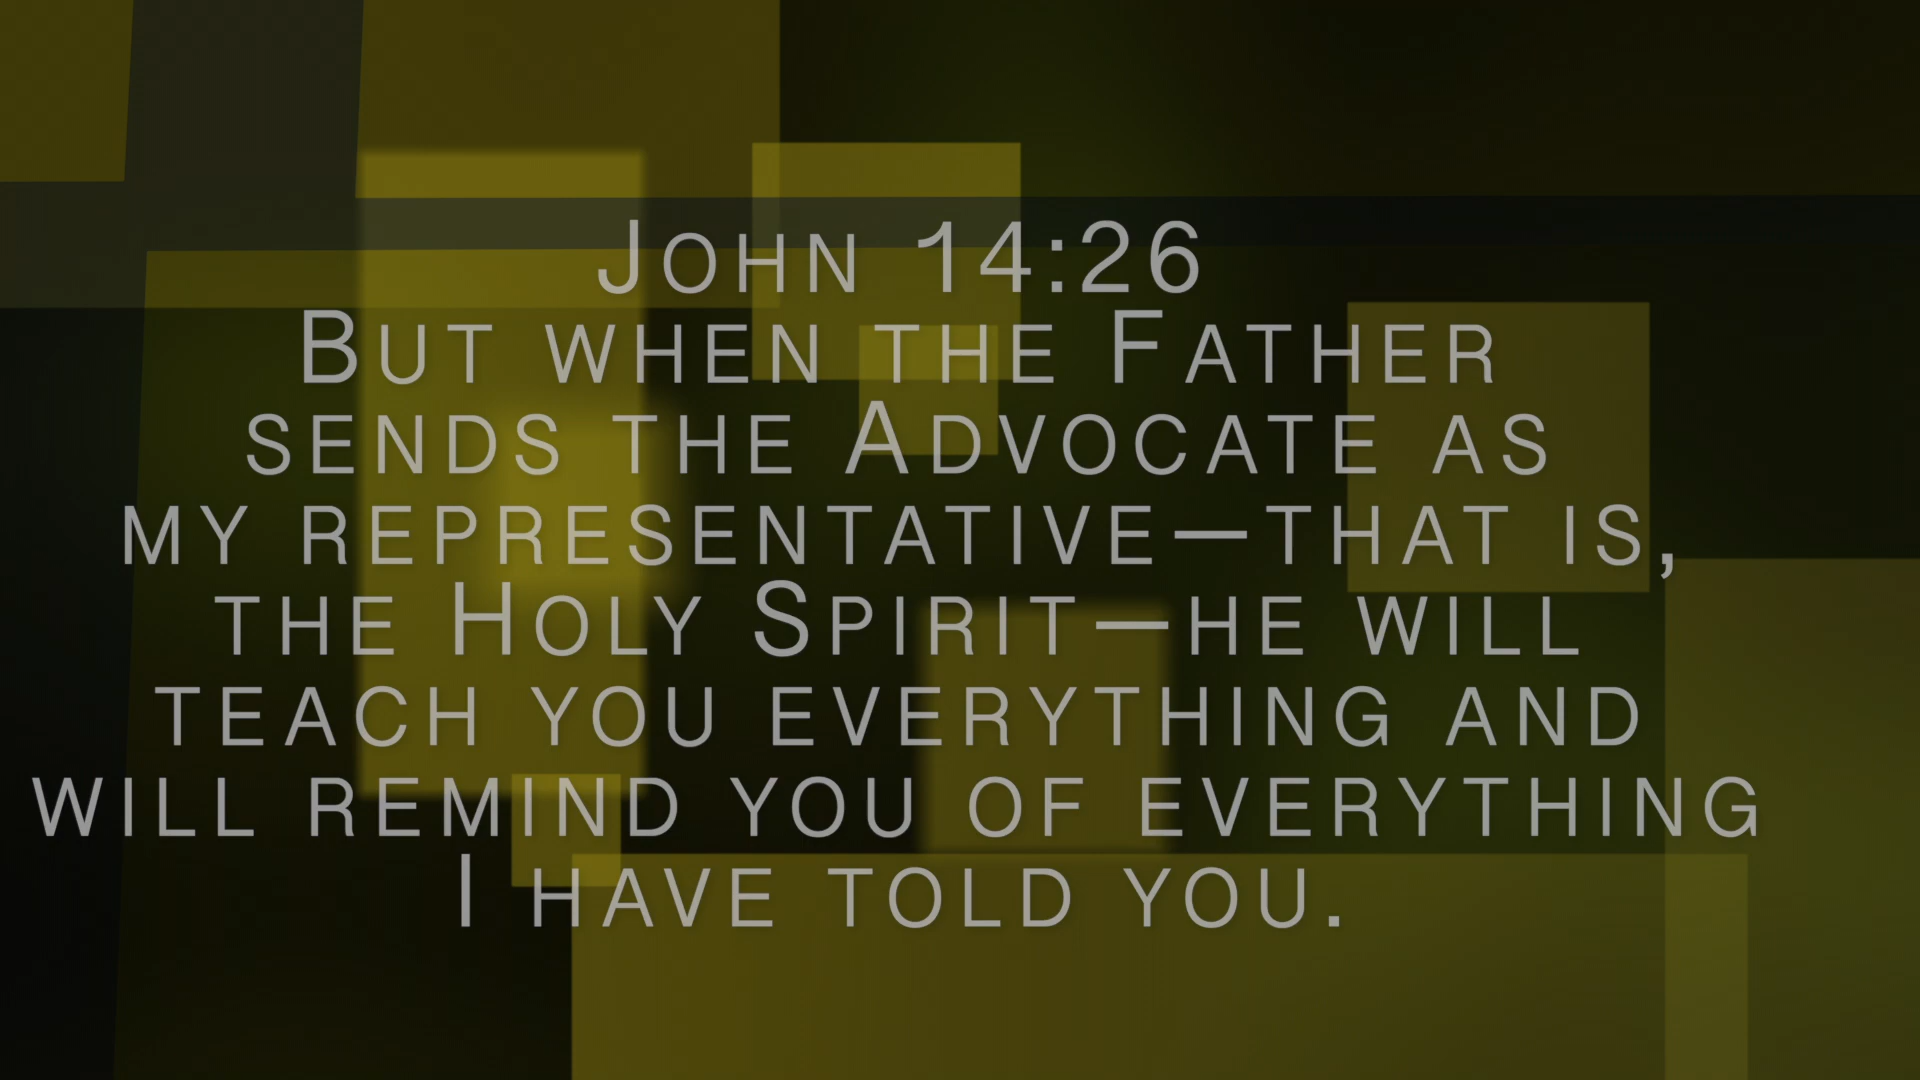 John 14:26
But when the Father
sends the Advocate as
my representative—that is,
the Holy Spirit—he will
teach you everything and
will remind you of everything
I have told you.